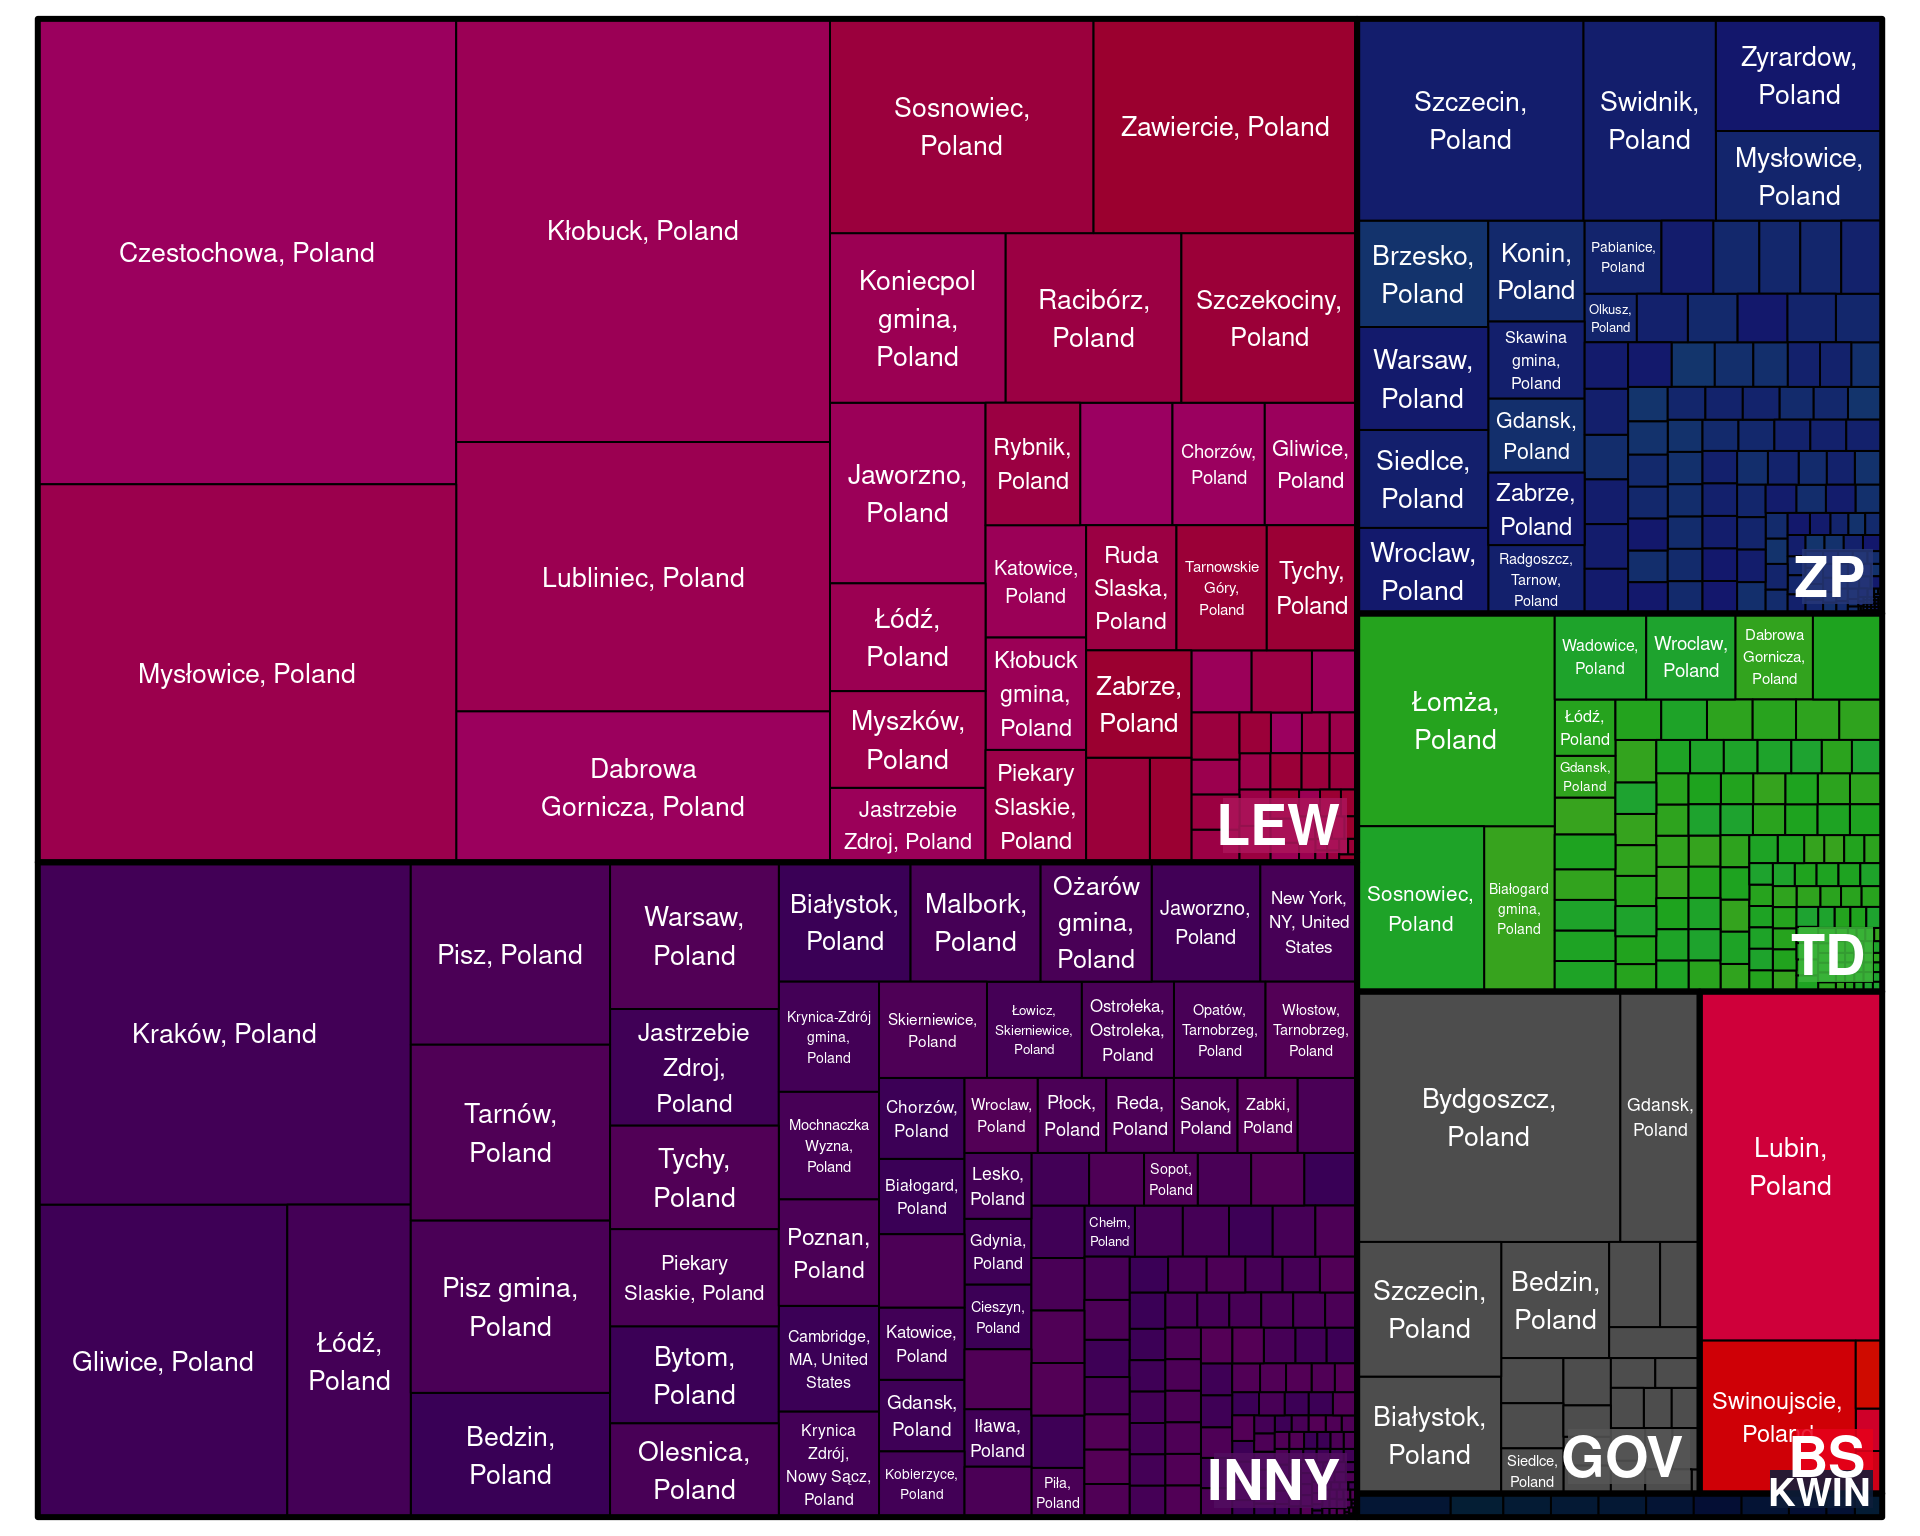 Czestochowa, Poland
Mysłowice, Poland
Kłobuck, Poland
Lubliniec, Poland
Dabrowa
Gornicza, Poland
Sosnowiec,
Poland
Zawiercie, Poland
Koniecpol
gmina,
Poland
Racibórz,
Poland
Szczekociny,
Poland
Jaworzno,
Poland
Łódź,
Poland
Myszków,
Poland
Jastrzebie
Zdroj, Poland
Rybnik,
Poland
Chorzów,
Poland
Gliwice,
Poland
Katowice,
Poland
Kłobuck
gmina,
Poland
Piekary
Slaskie,
Poland
Ruda
Slaska,
Poland
Tarnowskie
Góry,
Poland
Tychy,
Poland
Zabrze,
Poland
LEW
Szczecin,
Poland
Swidnik,
Poland
Zyrardow,
Poland
Mysłowice,
Poland
Brzesko,
Poland
Warsaw,
Poland
Siedlce,
Poland
Wroclaw,
Poland
Konin,
Poland
Skawina
gmina,
Poland
Gdansk,
Poland
Zabrze,
Poland
Radgoszcz,
Tarnow,
Poland
Pabianice,
Poland
Olkusz,
Poland
ZP
Łomża,
Poland
Sosnowiec,
Poland
Białogard
gmina,
Poland
Wadowice,
Poland
Wroclaw,
Poland
Dabrowa
Gornicza,
Poland
Łódź,
Poland
Gdansk,
Poland
TD
Kraków, Poland
Gliwice, Poland
Łódź,
Poland
Pisz, Poland
Tarnów,
Poland
Pisz gmina,
Poland
Bedzin,
Poland
Warsaw,
Poland
Jastrzebie
Zdroj,
Poland
Tychy,
Poland
Piekary
Slaskie, Poland
Bytom,
Poland
Olesnica,
Poland
Białystok,
Poland
Malbork,
Poland
Ożarów
gmina,
Poland
Jaworzno,
Poland
New York,
NY, United
States
Krynica-Zdrój
gmina,
Poland
Mochnaczka
Wyzna,
Poland
Poznan,
Poland
Cambridge,
MA, United
States
Krynica
Zdrój,
Nowy Sącz,
Poland
Skierniewice,
Poland
Łowicz,
Skierniewice,
Poland
Ostrołeka,
Ostroleka,
Poland
Opatów,
Tarnobrzeg,
Poland
Włostow,
Tarnobrzeg,
Poland
Chorzów,
Poland
Białogard,
Poland
Katowice,
Poland
Gdansk,
Poland
Kobierzyce,
Poland
Wroclaw,
Poland
Płock,
Poland
Reda,
Poland
Sanok,
Poland
Zabki,
Poland
Lesko,
Poland
Gdynia,
Poland
Cieszyn,
Poland
Iława,
Poland
Sopot,
Poland
Chełm,
Poland
Piła,
Poland
INNY
Bydgoszcz,
Poland
Gdansk,
Poland
Szczecin,
Poland
Białystok,
Poland
Bedzin,
Poland
Siedlce,
Poland
GOV
Lubin,
Poland
Swinoujscie,
Poland
BS
KWIN